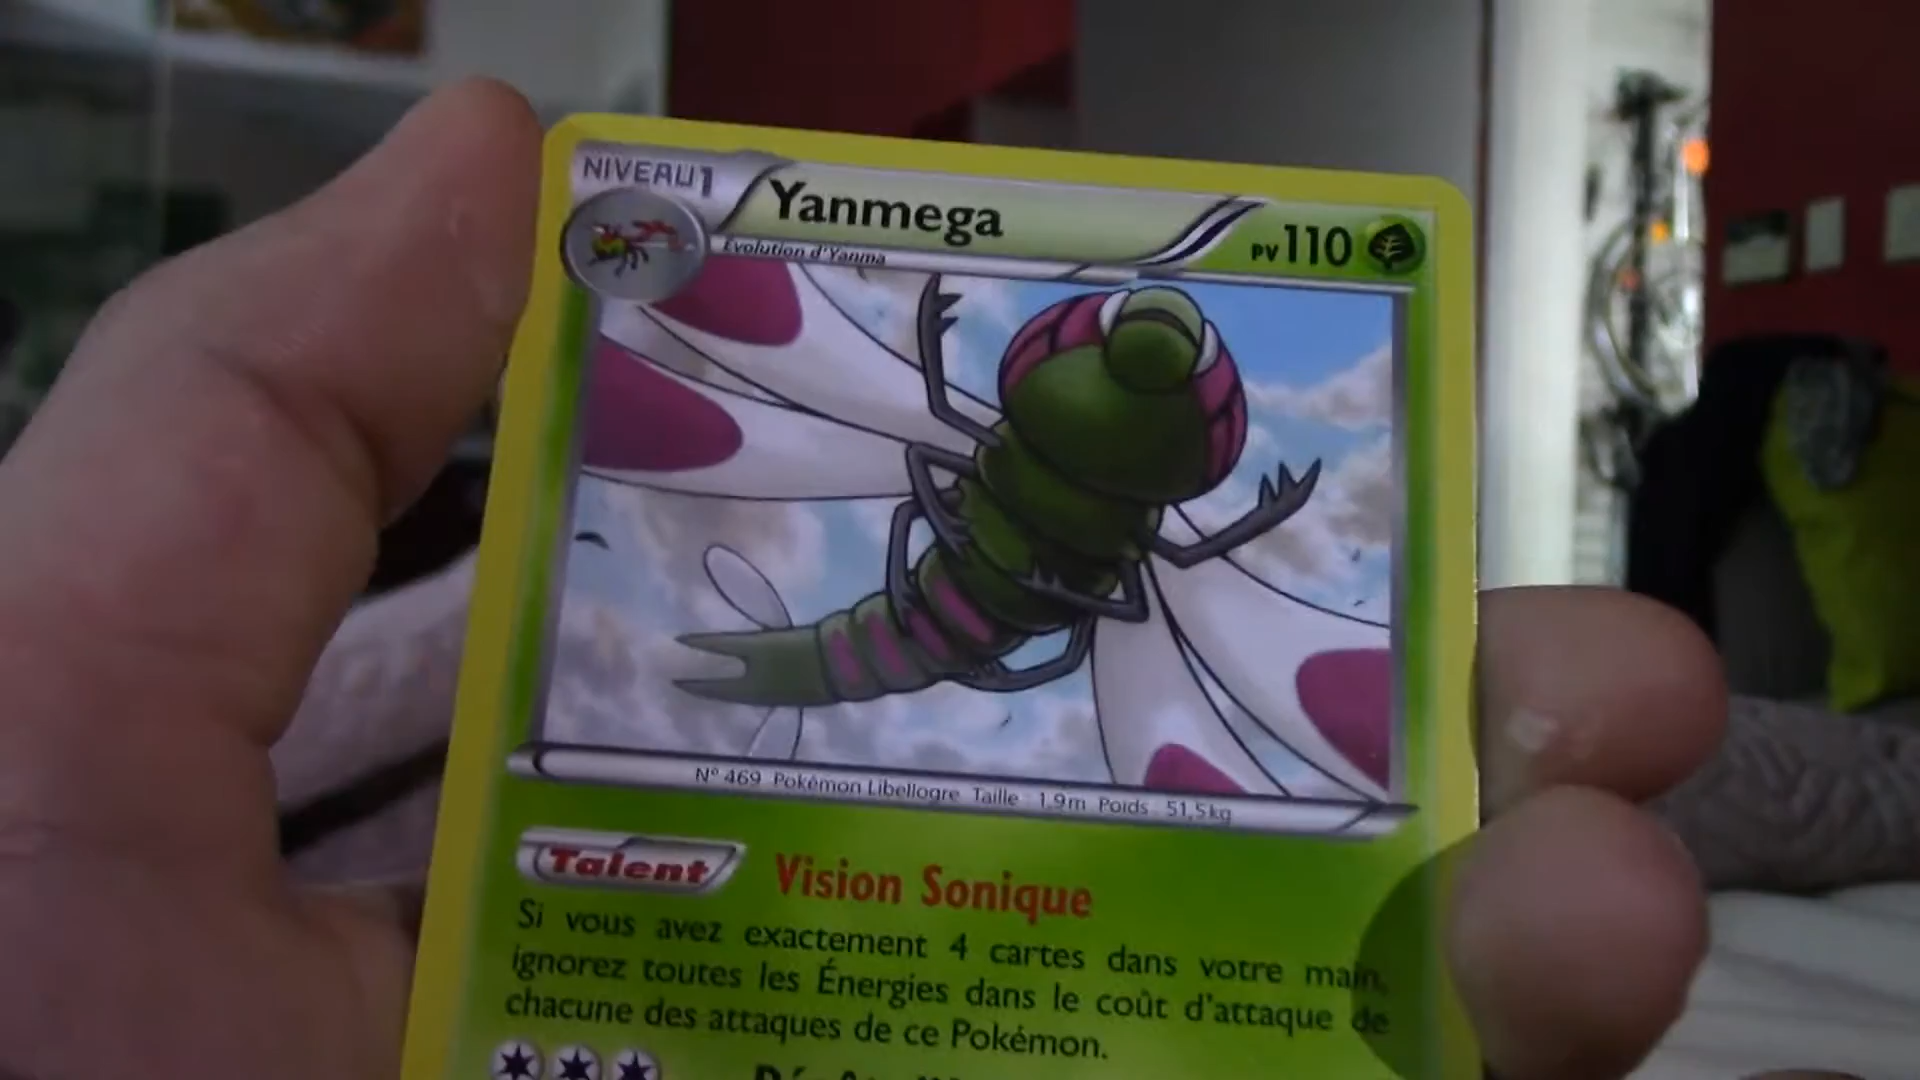 NIVEAU 1
Yanmega
PV 110
Évolution d'Yanma
N° 469 Pokémon Libellogre Taille : 1,9m Poids : 51,5kg
Talent Vision Sonique
Si vous avez exactement 4 cartes dans votre main,
ignorez toutes les Énergies dans le coût d'attaque de
chacune des attaques de ce Pokémon.